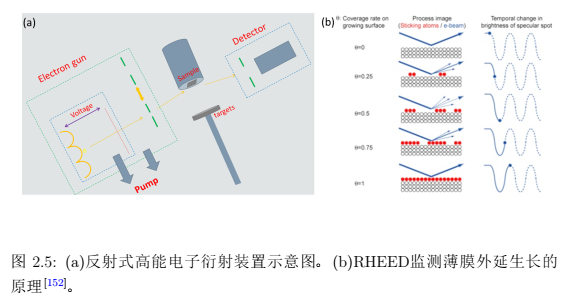 (a)
Electron gun
Voltage
Pump
Sample
targets
Detector
(b)
θ: Coverage rate on
growing surface
Process image
(Sticking atoms / e-beam)
Temporal change in
brightness of specular spot
θ=0
θ=0.25
θ=0.5
θ=0.75
θ=1
图 2.5: (a)反射式高能电子衍射装置示意图。(b)RHEED监测薄膜外延生长的
原理[152]。